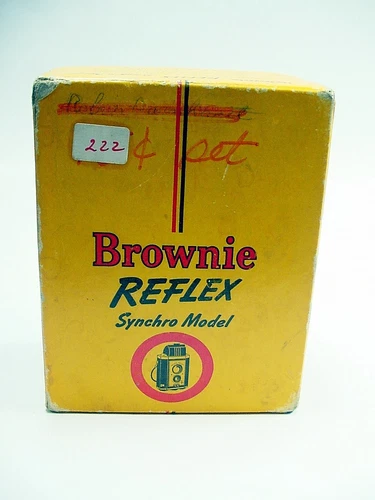 222
¢ set
Brownie
REFLEX
Synchro Model